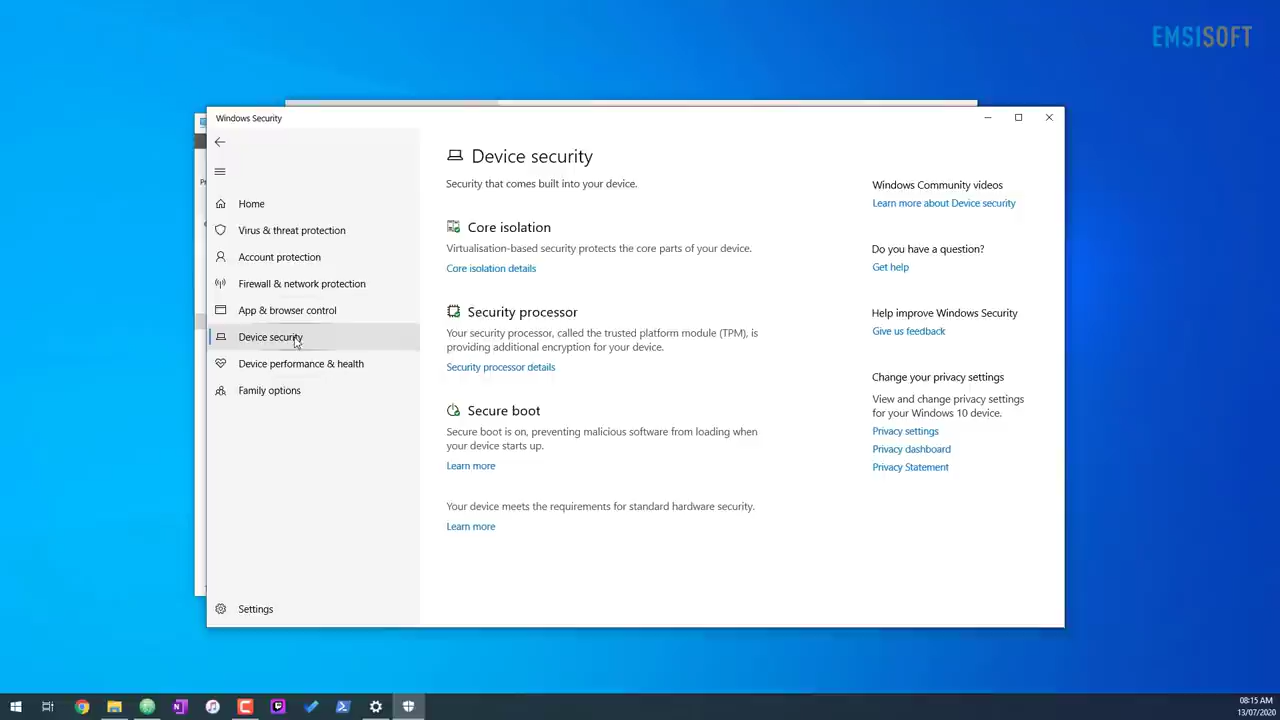 EMSISOFT
Windows Security
Home
Virus & threat protection
Account protection
Firewall & network protection
App & browser control
Device security
Device performance & health
Family options
Settings
Device security
Security that comes built into your device.
Core isolation
Virtualisation-based security protects the core parts of your device.
Core isolation details
Security processor
Your security processor, called the trusted platform module (TPM), is
providing additional encryption for your device.
Security processor details
Secure boot
Secure boot is on, preventing malicious software from loading when
your device starts up.
Learn more
Your device meets the requirements for standard hardware security.
Learn more
Windows Community videos
Learn more about Device security
Do you have a question?
Get help
Help improve Windows Security
Give us feedback
Change your privacy settings
View and change privacy settings
for your Windows 10 device.
Privacy settings
Privacy dashboard
Privacy Statement
08:15 AM
13/07/2020